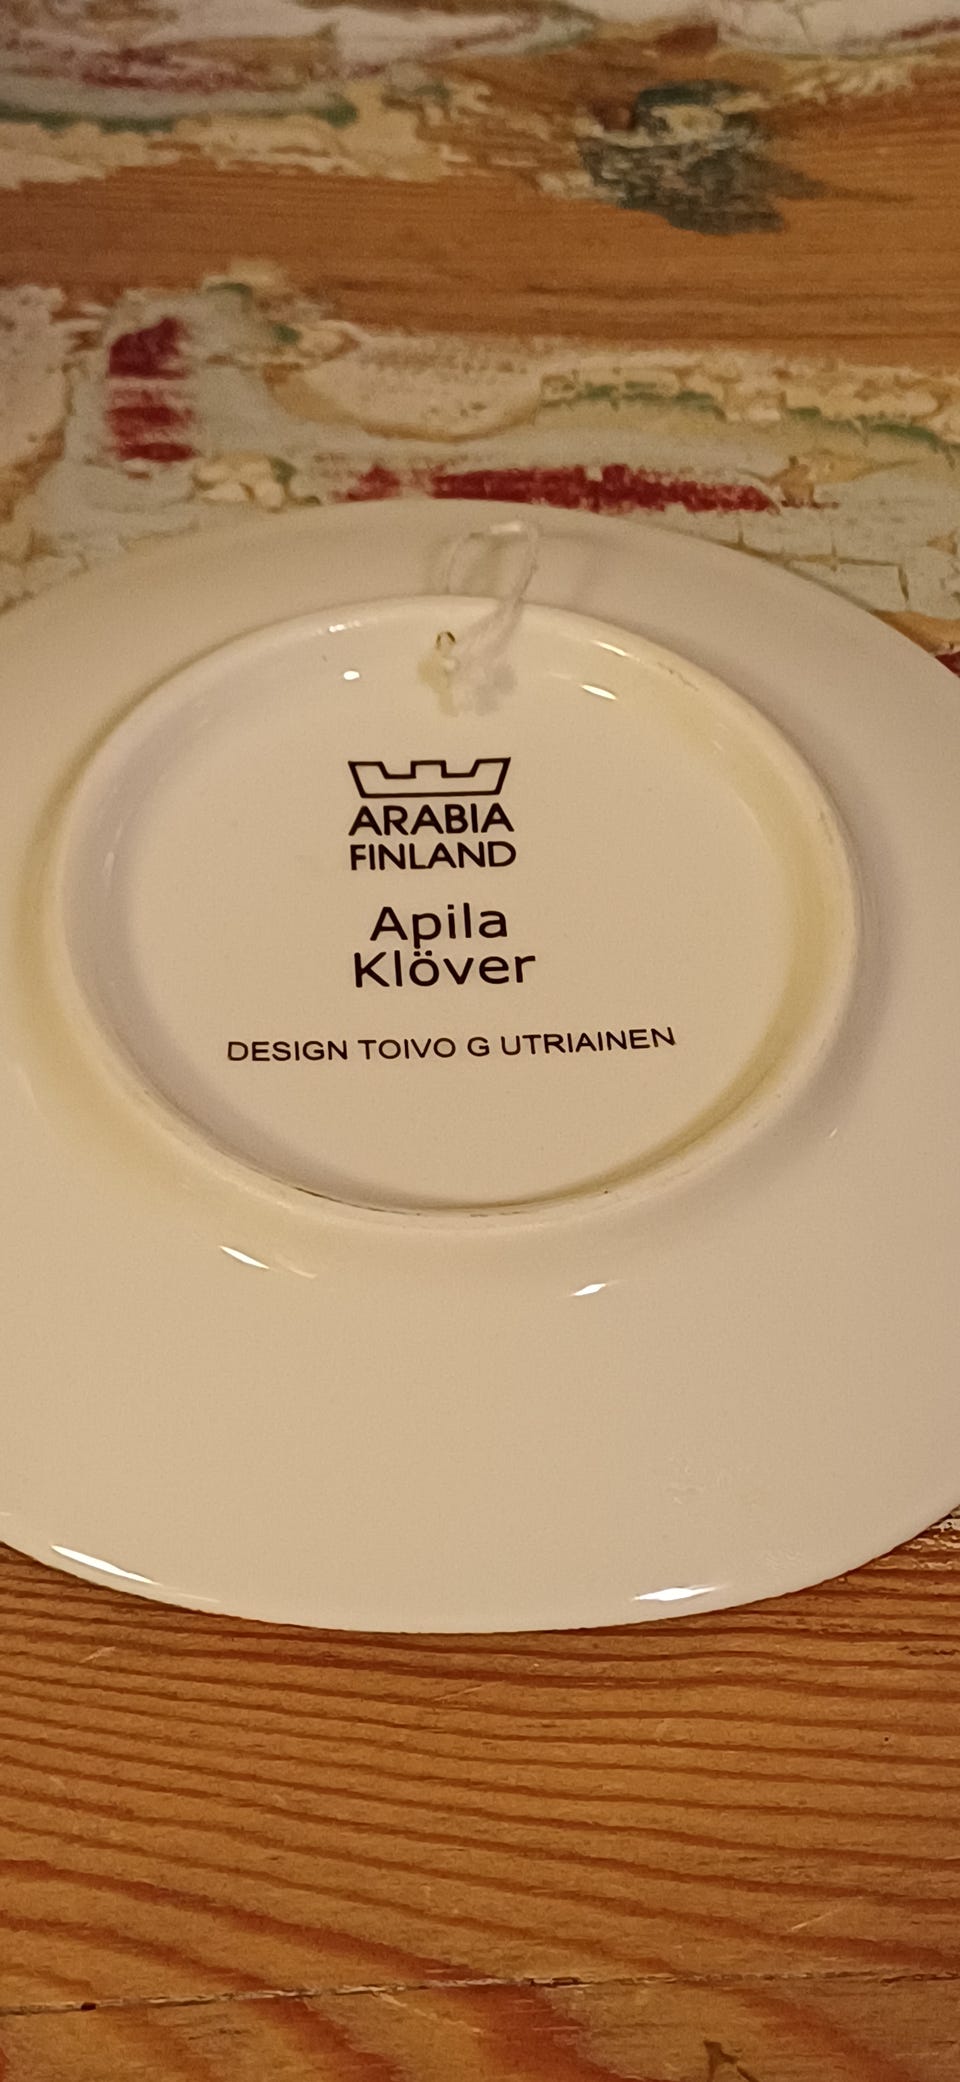 ARABIA
FINLAND
Apila
Klöver
DESIGN TOIVO G UTRIAINEN